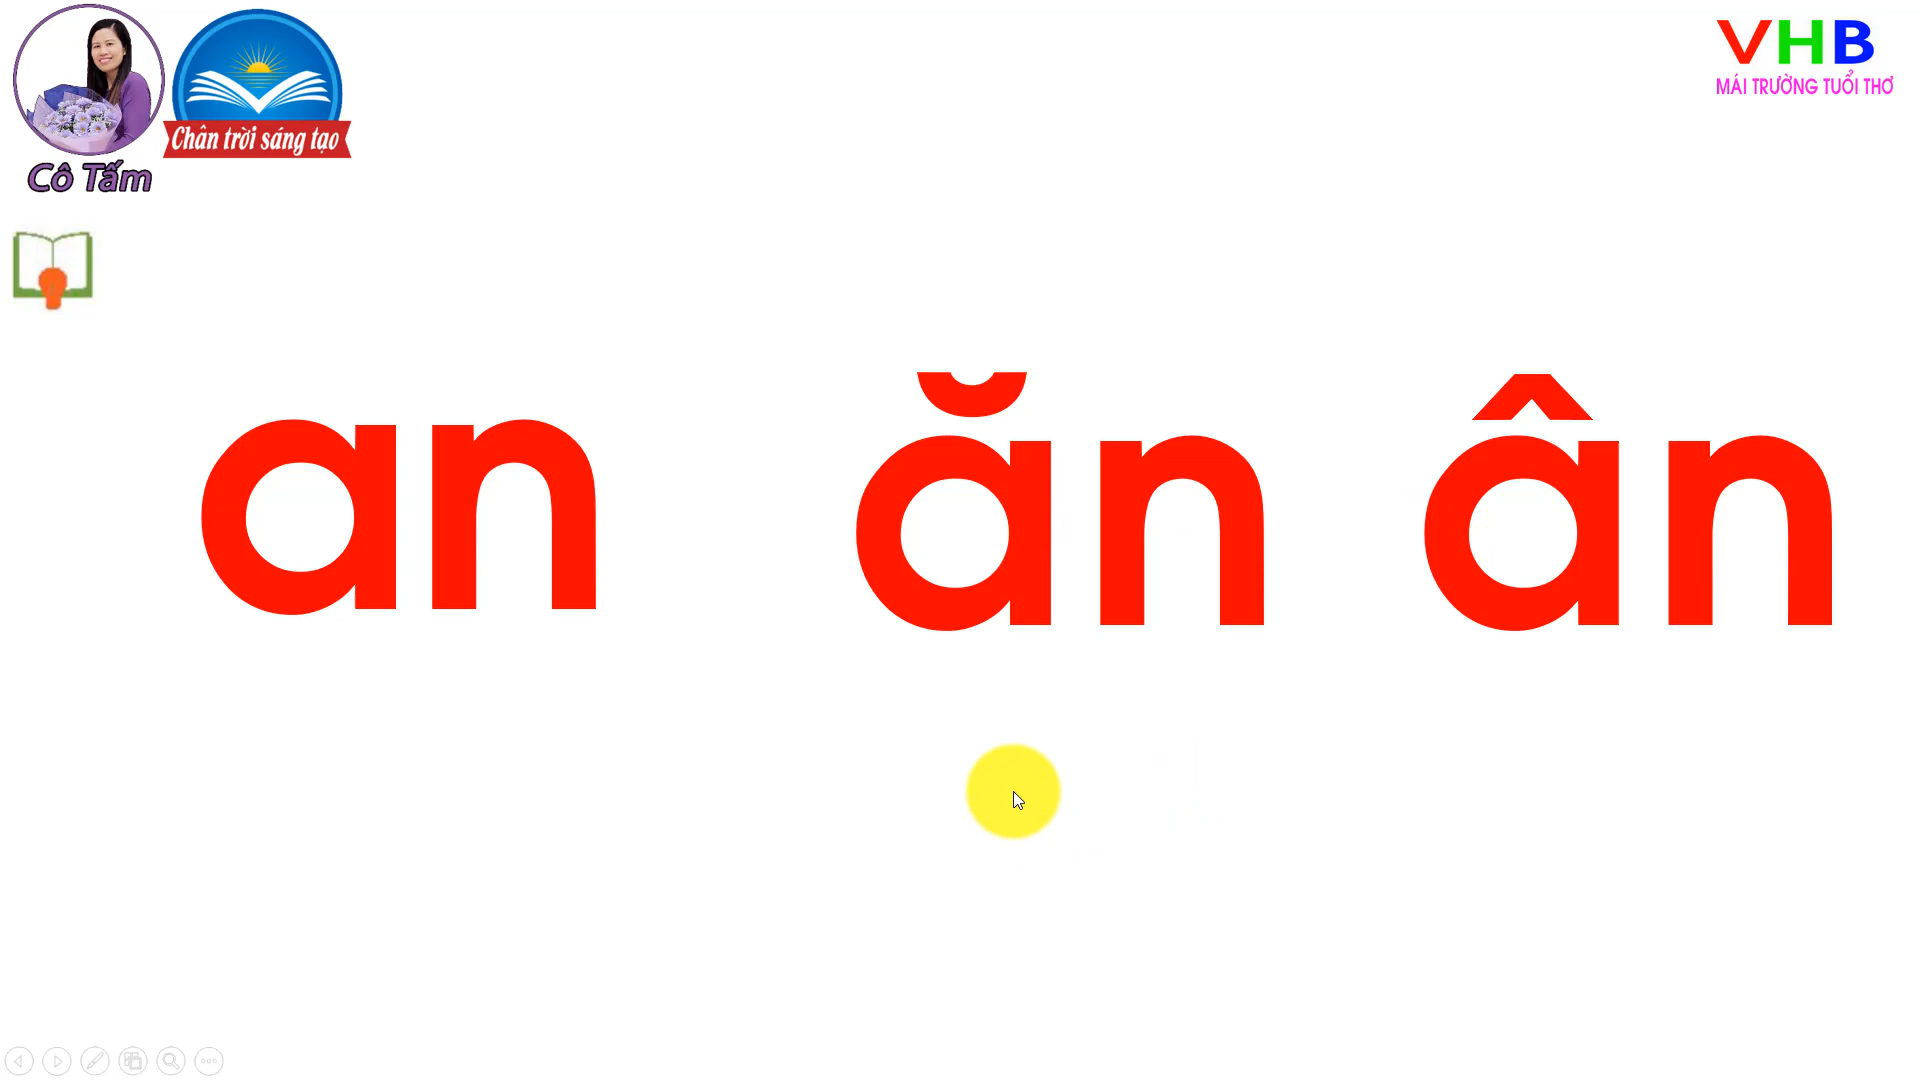 VHB
MÁI TRƯỜNG TUỔI THƠ
Chân trời sáng tạo
Cô Tấm
an ăn ân